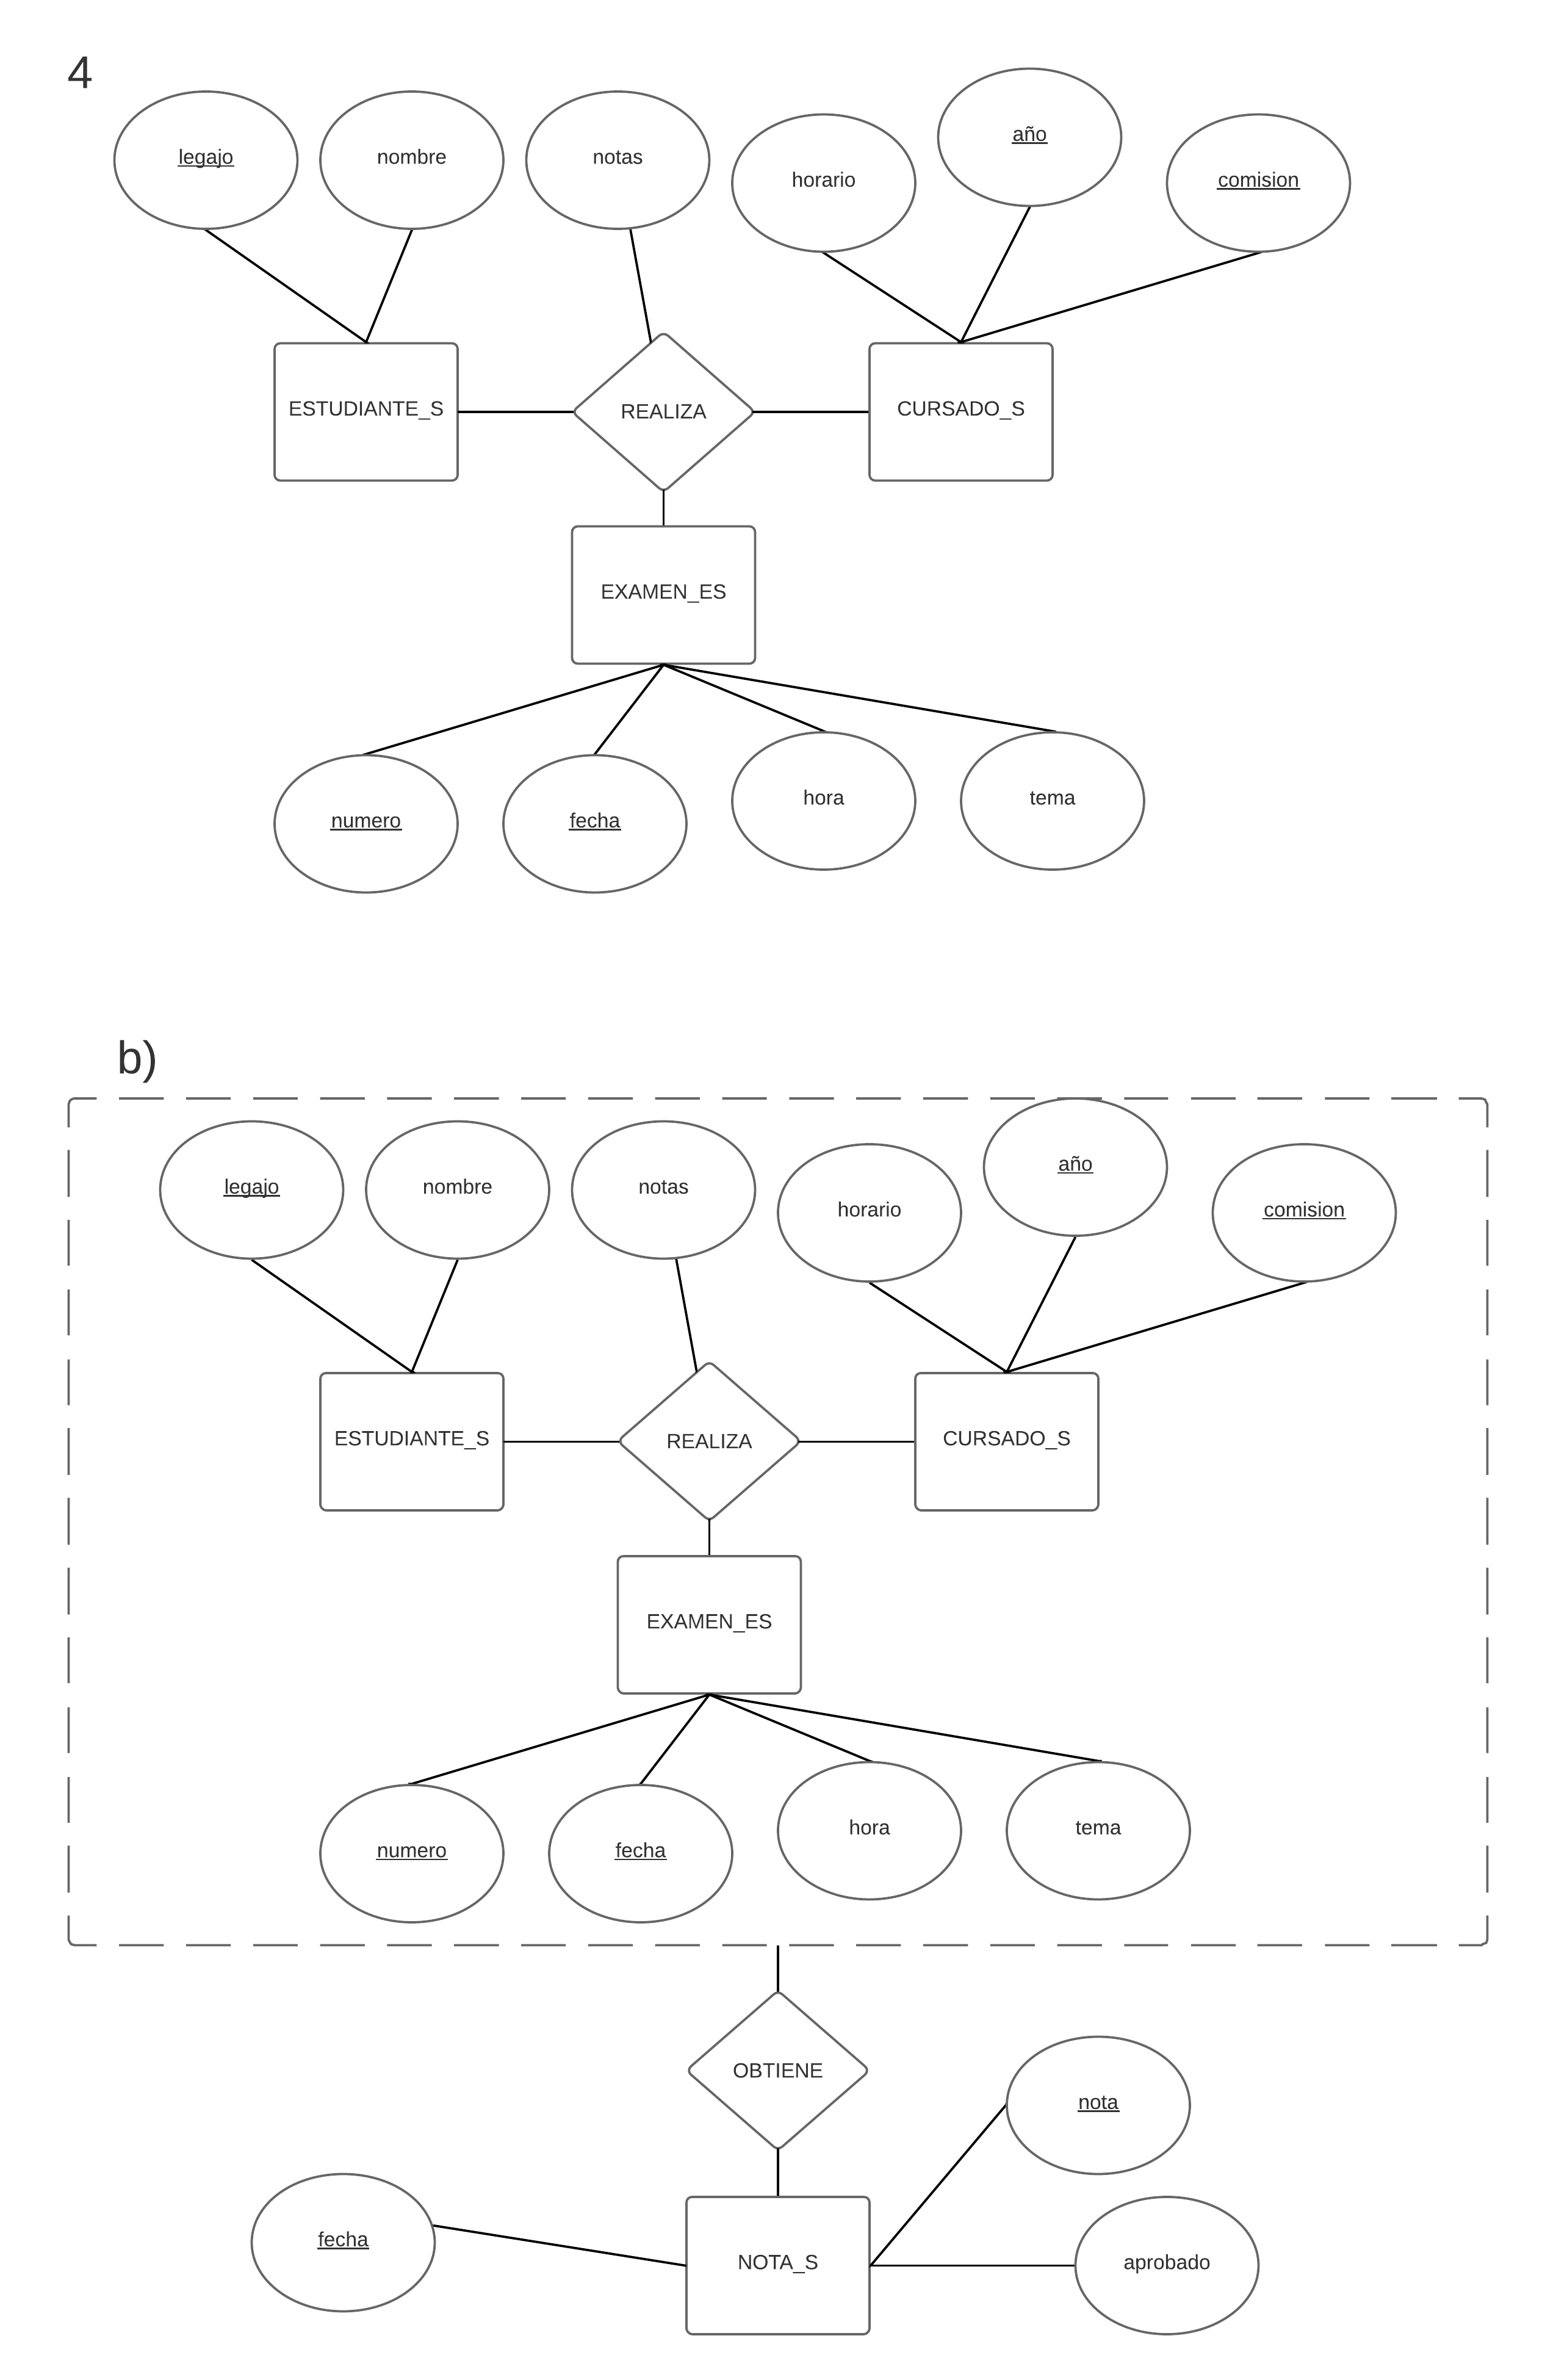 4
legajo
nombre
notas
horario
año
comision
ESTUDIANTE_S
REALIZA
CURSADO_S
EXAMEN_ES
numero
fecha
hora
tema
b)
legajo
nombre
notas
horario
año
comision
ESTUDIANTE_S
REALIZA
CURSADO_S
EXAMEN_ES
numero
fecha
hora
tema
OBTIENE
nota
fecha
NOTA_S
aprobado